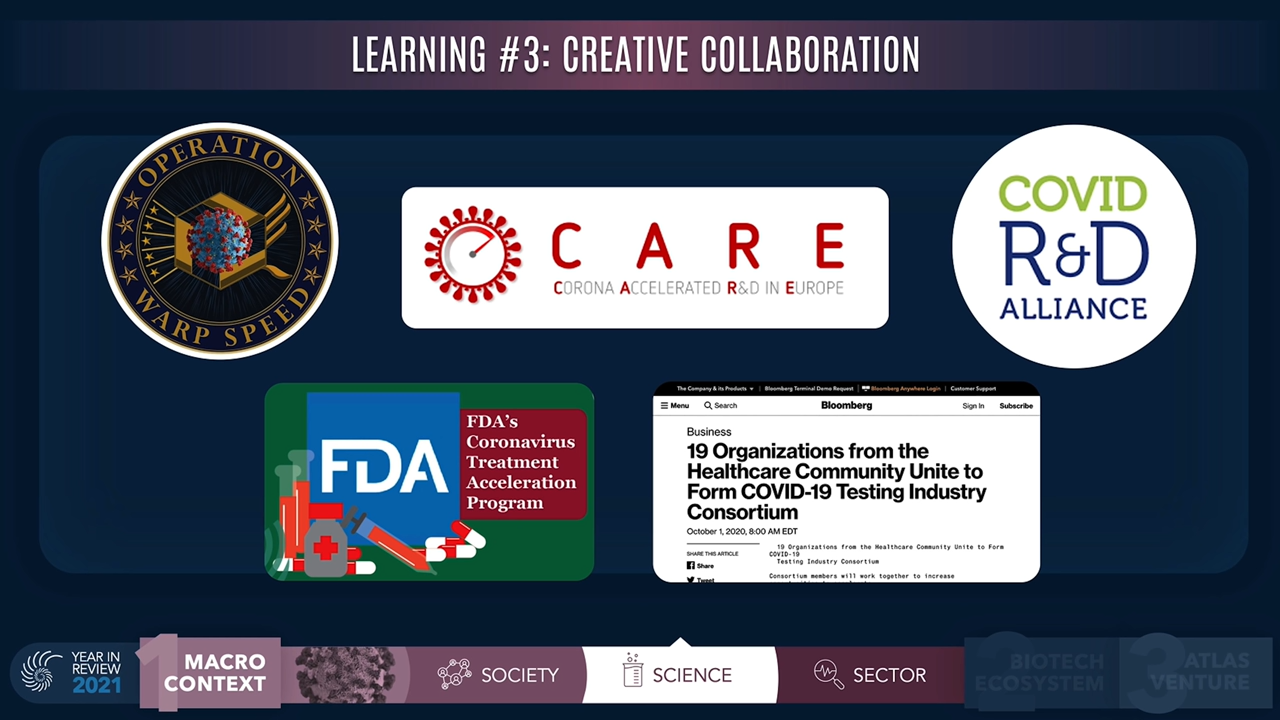 LEARNING #3: CREATIVE COLLABORATION
OPERATION
WARP SPEED
CARE
CORONA ACCELERATED R&D IN EUROPE
COVID
R&D
ALLIANCE
FDA
FDA's
Coronavirus
Treatment
Acceleration
Program
The Company & its Products | Bloomberg Terminal Demo Request | Bloomberg Anywhere Login | Customer Support
Menu Search Bloomberg Sign In Subscribe
Business
19 Organizations from the
Healthcare Community Unite to
Form COVID-19 Testing Industry
Consortium
October 1, 2020, 8:00 AM EDT
SHARE THIS ARTICLE
Share
Tweet
19 Organizations from the Healthcare Community Unite to Form
COVID-19
Testing Industry Consortium
Consortium members will work together to increase
YEAR IN
REVIEW
2021
1 MACRO
CONTEXT
SOCIETY
SCIENCE
SECTOR
2 BIOTECH
ECOSYSTEM
3 ATLAS
VENTURE